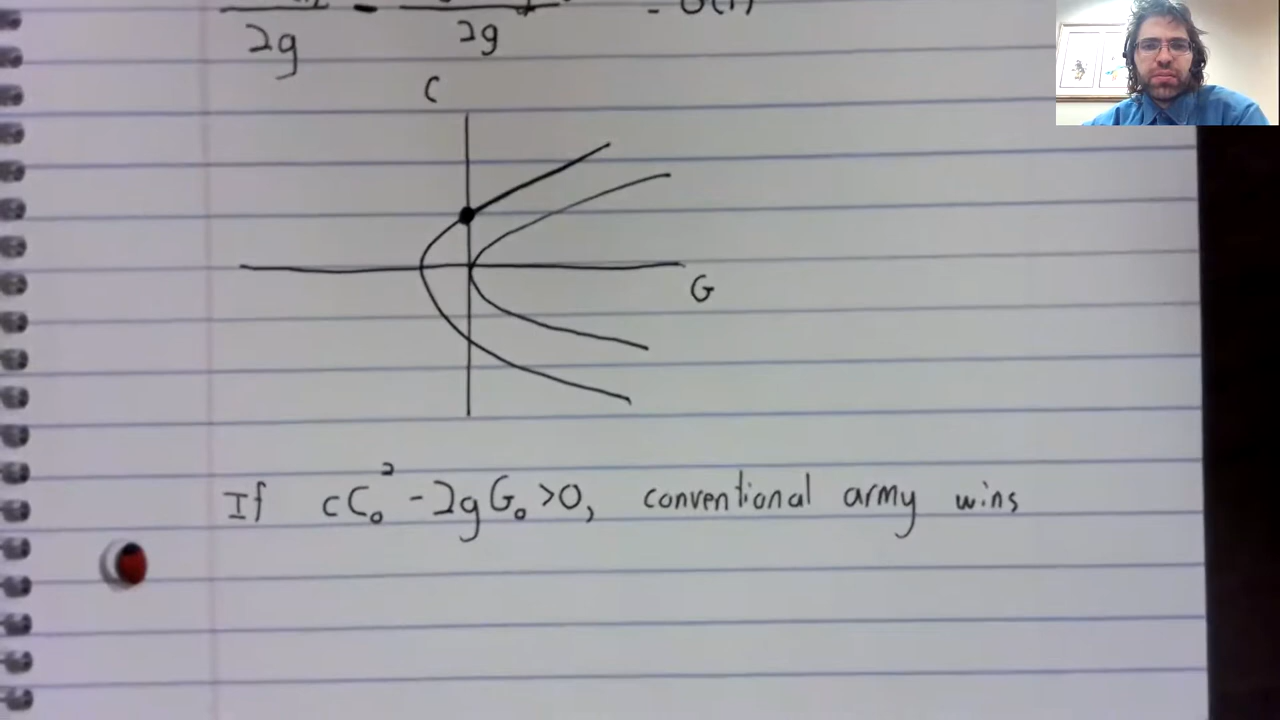 2g - 2g
C
G
If cC₀² - 2gG₀ > 0, conventional army wins